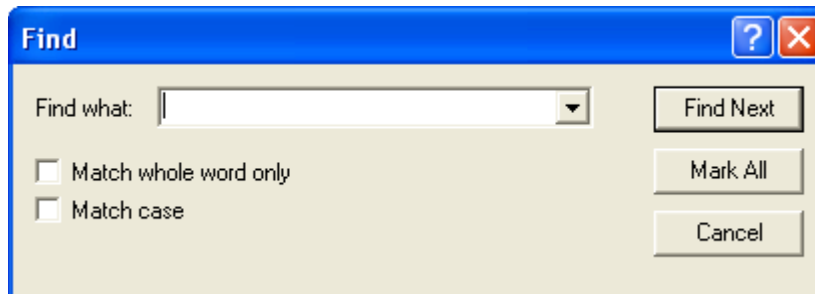 Find
Find what:
Find Next
Match whole word only
Mark All
Match case
Cancel